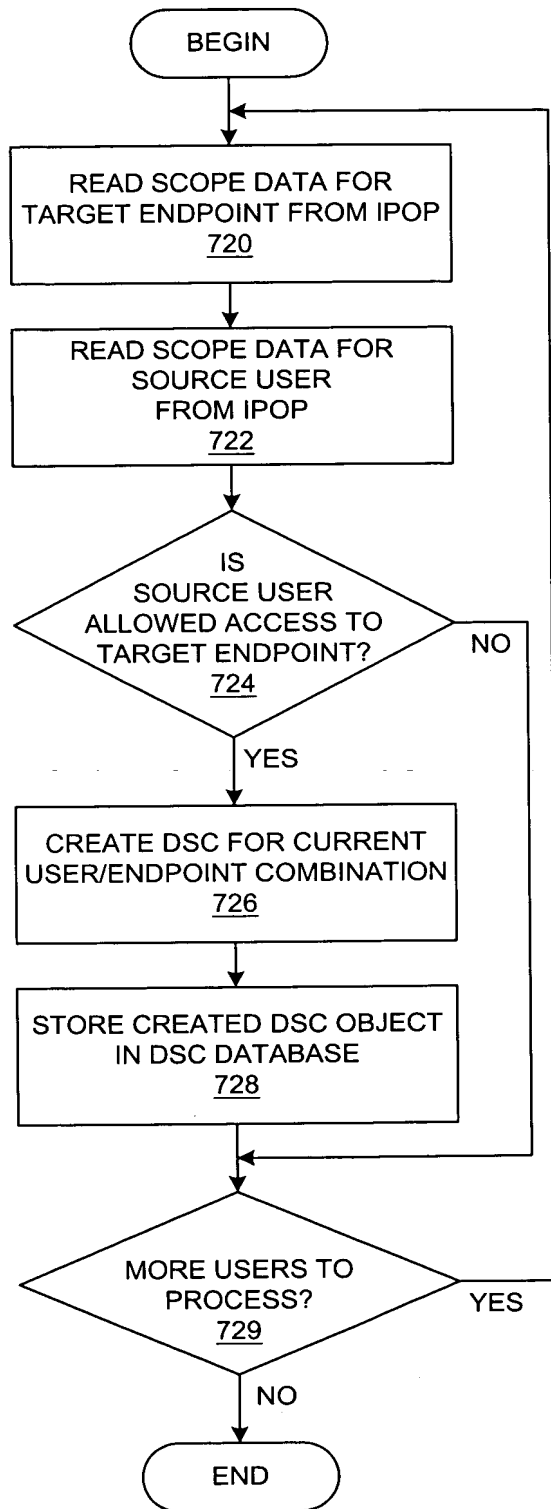 BEGIN
READ SCOPE DATA FOR
TARGET ENDPOINT FROM IPOP
720
READ SCOPE DATA FOR
SOURCE USER
FROM IPOP
722
IS
SOURCE USER
ALLOWED ACCESS TO
TARGET ENDPOINT?
724
NO
YES
CREATE DSC FOR CURRENT
USER/ENDPOINT COMBINATION
726
STORE CREATED DSC OBJECT
IN DSC DATABASE
728
MORE USERS TO
PROCESS?
729
YES
NO
END